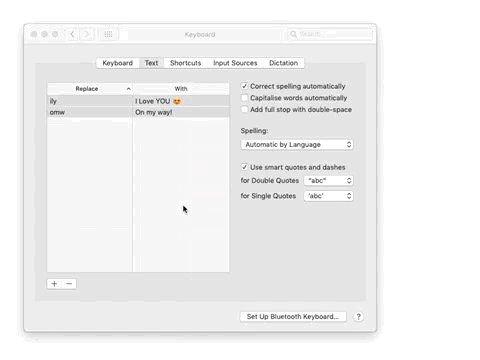 Keyboard
Search
Keyboard Text Shortcuts Input Sources Dictation
Replace With
ily I Love YOU 😍
omw On my way!
Correct spelling automatically
Capitalise words automatically
Add full stop with double-space
Spelling:
Automatic by Language
Use smart quotes and dashes
for Double Quotes “abc”
for Single Quotes ‘abc’
+ −
Set Up Bluetooth Keyboard... ?